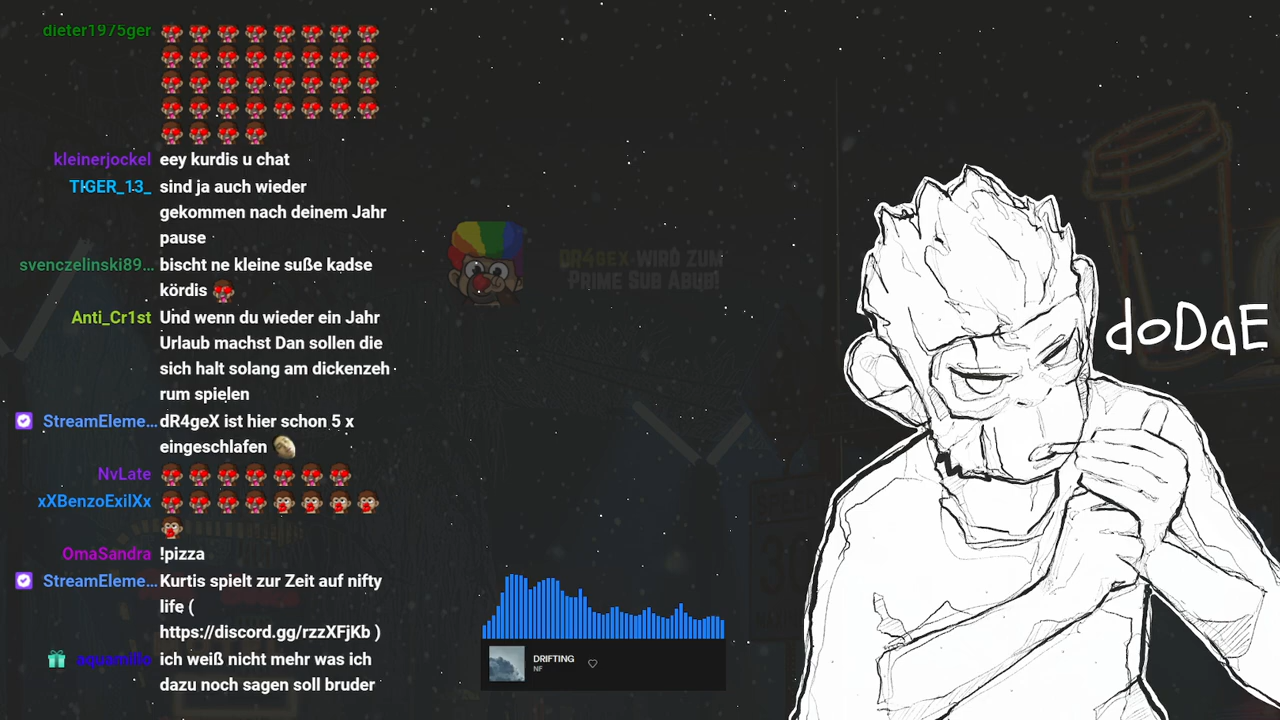 dieter1975ger
kleinerjockel eey kurdis u chat
TIGER_13_ sind ja auch wieder
gekommen nach deinem Jahr
pause
svenczelinski89... bischt ne kleine suße kadse
kördis
Anti_Cr1st Und wenn du wieder ein Jahr
Urlaub machst Dan sollen die
sich halt solang am dickenzeh
rum spielen
StreamEleme... dR4geX ist hier schon 5 x
eingeschlafen
NvLate
xXBenzoExilXx
OmaSandra !pizza
StreamEleme... Kurtis spielt zur Zeit auf nifty
life (
https://discord.gg/rzzXFjKb )
aquamillo ich weiß nicht mehr was ich
dazu noch sagen soll bruder
DR4GEX WIRD ZUM
PRIME SUB ABUB!
DRIFTING
NF
doDaE